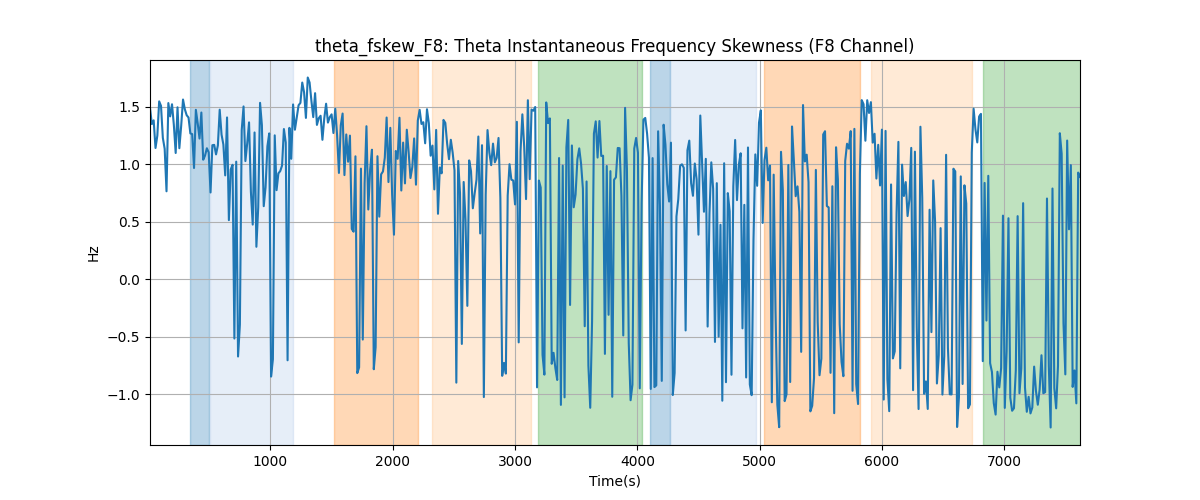 theta_fskew_F8: Theta Instantaneous Frequency Skewness (F8 Channel)
1.5
1.0
0.5
0.0
−0.5
−1.0
Hz
1000 2000 3000 4000 5000 6000 7000
Time(s)